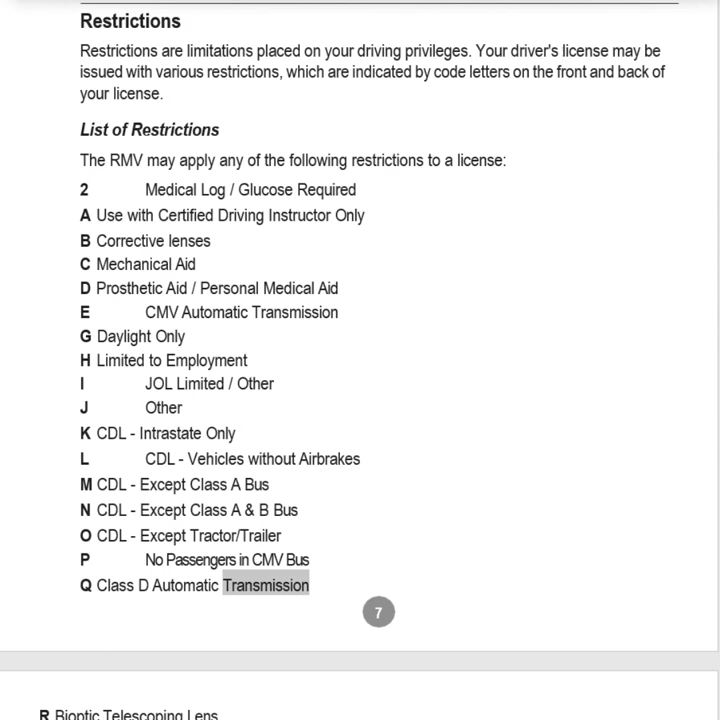 Restrictions
Restrictions are limitations placed on your driving privileges. Your driver's license may be
issued with various restrictions, which are indicated by code letters on the front and back of
your license.
List of Restrictions
The RMV may apply any of the following restrictions to a license:
2 Medical Log / Glucose Required
A Use with Certified Driving Instructor Only
B Corrective lenses
C Mechanical Aid
D Prosthetic Aid / Personal Medical Aid
E CMV Automatic Transmission
G Daylight Only
H Limited to Employment
I JOL Limited / Other
J Other
K CDL - Intrastate Only
L CDL - Vehicles without Airbrakes
M CDL - Except Class A Bus
N CDL - Except Class A & B Bus
O CDL - Except Tractor/Trailer
P No Passengers in CMV Bus
Q Class D Automatic Transmission
7
R Bioptic Telescoping Lens